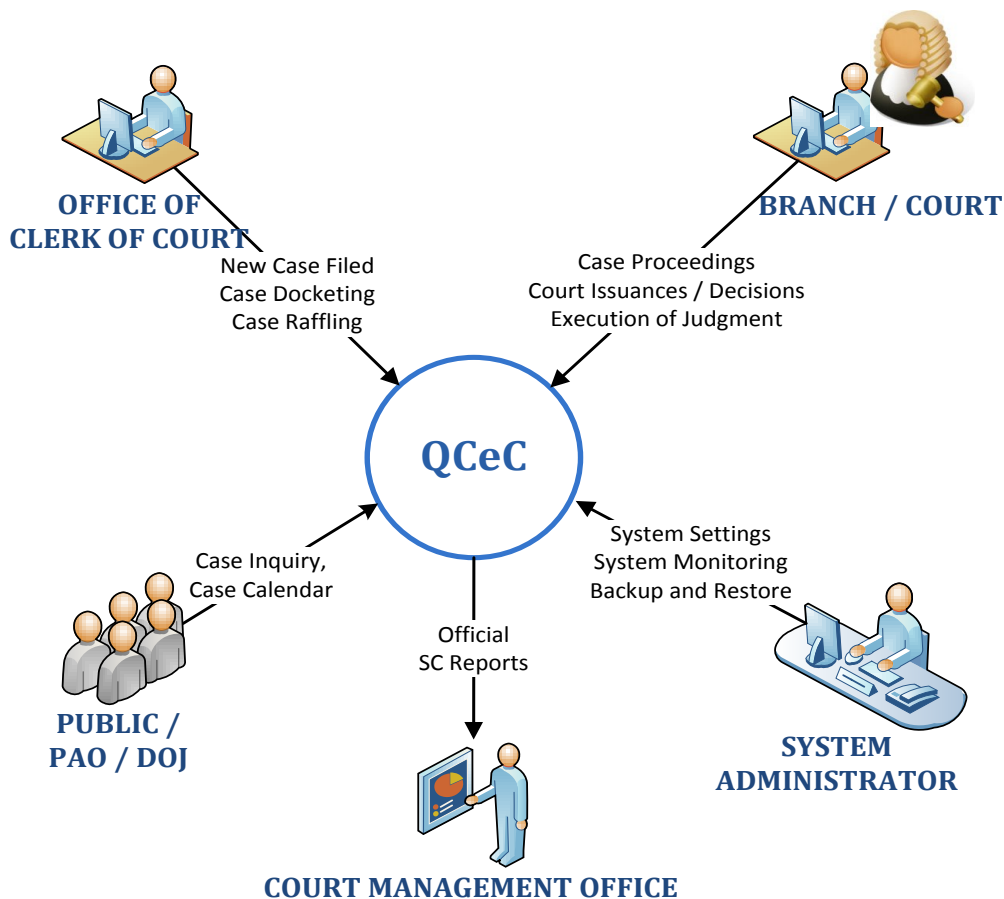 OFFICE OF
CLERK OF COURT
BRANCH / COURT
New Case Filed
Case Docketing
Case Raffling
Case Proceedings
Court Issuances / Decisions
Execution of Judgment
QCeC
Case Inquiry,
Case Calendar
System Settings
System Monitoring
Backup and Restore
Official
SC Reports
PUBLIC /
PAO / DOJ
SYSTEM
ADMINISTRATOR
COURT MANAGEMENT OFFICE